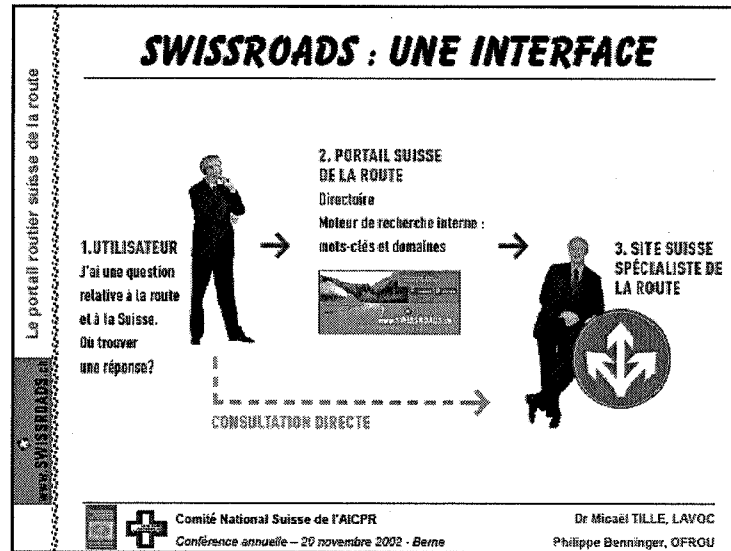 SWISSROADS : UNE INTERFACE
Le portail routier suisse de la route
www.SWISSROADS.ch
1.UTILISATEUR
J'ai une question
relative à la route
et à la Suisse.
Où trouver
une réponse?
2. PORTAIL SUISSE
DE LA ROUTE
Directoire
Moteur de recherche interne :
mots-clés et domaines
www.SWISSROADS.ch
3. SITE SUISSE
SPÉCIALISTE DE
LA ROUTE
CONSULTATION DIRECTE
Comité National Suisse de l'AICPR
Conférence annuelle – 20 novembre 2002 - Berne
Dr Micaël TILLE, LAVOC
Philippe Benninger, OFROU